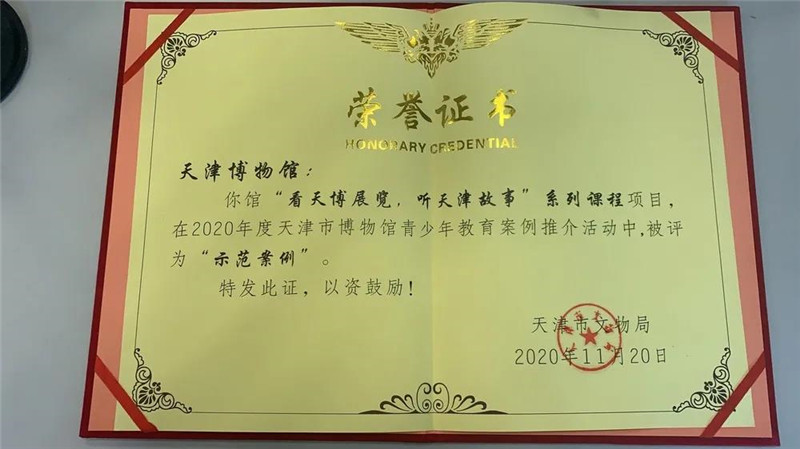 荣誉证书
HONORARY CREDENTIAL
天津博物馆：
你馆“看天博展览，听天津故事”系列课程项目，
在2020年度天津市博物馆青少年教育案例推介活动中,被评
为“示范案例”。
特发此证，以资鼓励！
天津市文物局
2020年11月20日